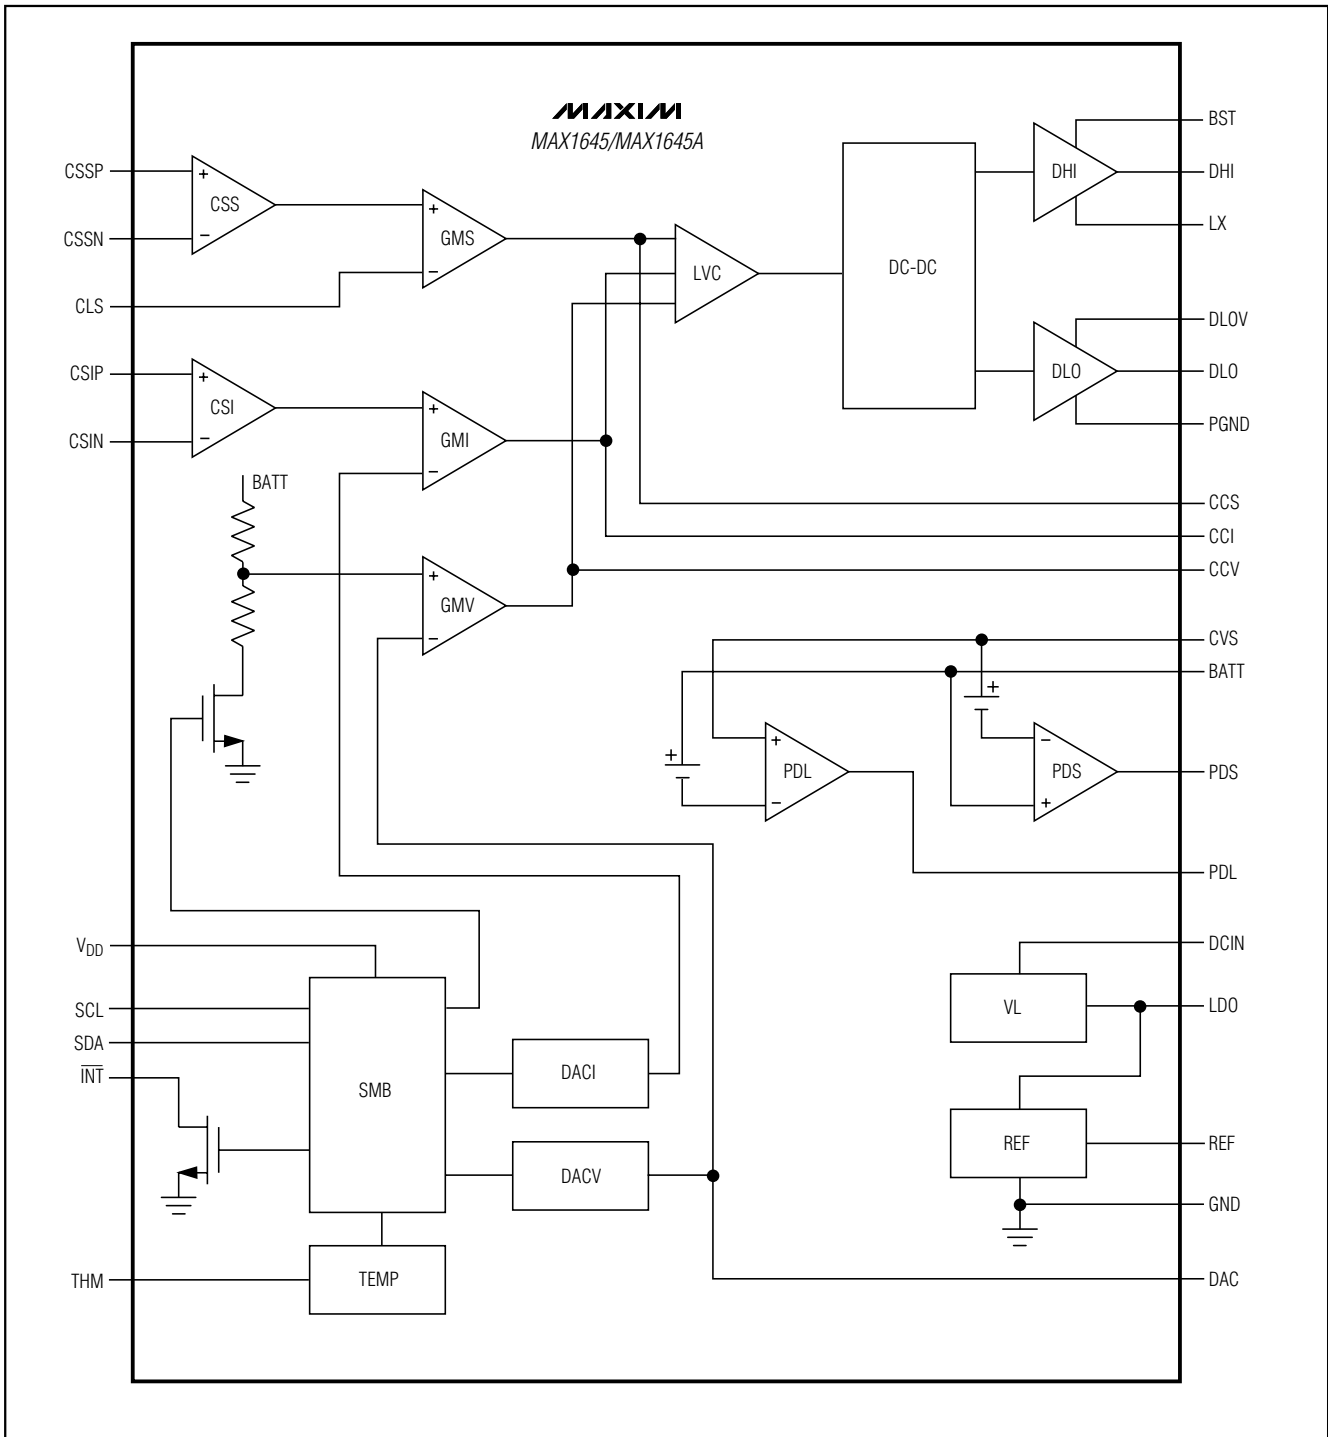 MAXIM
MAX1645/MAX1645A
BST
CSSP
+
CSS
DHI
DHI
CSSN
−
+
GMS
−
LX
LVC
DC-DC
CLS
DLOV
CSIP
+
CSI
DLO
DLO
CSIN
−
+
GMI
−
PGND
BATT
CCS
CCI
CCV
+
GMV
−
CVS
BATT
+
+
+
PDL
−
−
PDS
+
PDS
PDL
VDD
DCIN
SCL
VL
LDO
SDA
INT
SMB
DACI
REF
REF
DACV
GND
THM
TEMP
DAC